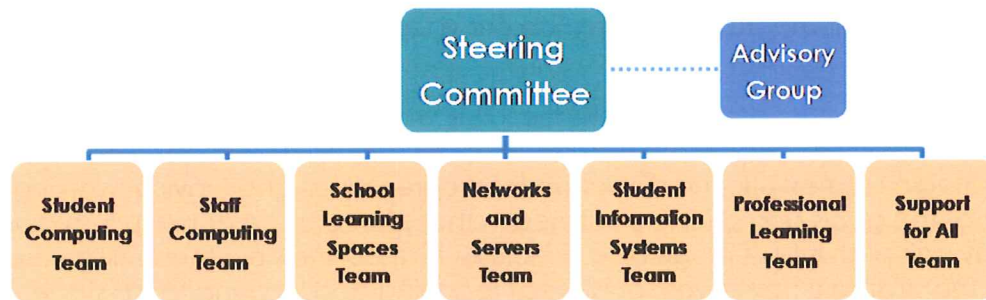 Steering
Committee
Advisory
Group
Student
Computing
Team
Staff
Computing
Team
School
Learning
Spaces
Team
Networks
and
Servers
Team
Student
Information
Systems
Team
Professional
Learning
Team
Support
for All
Team